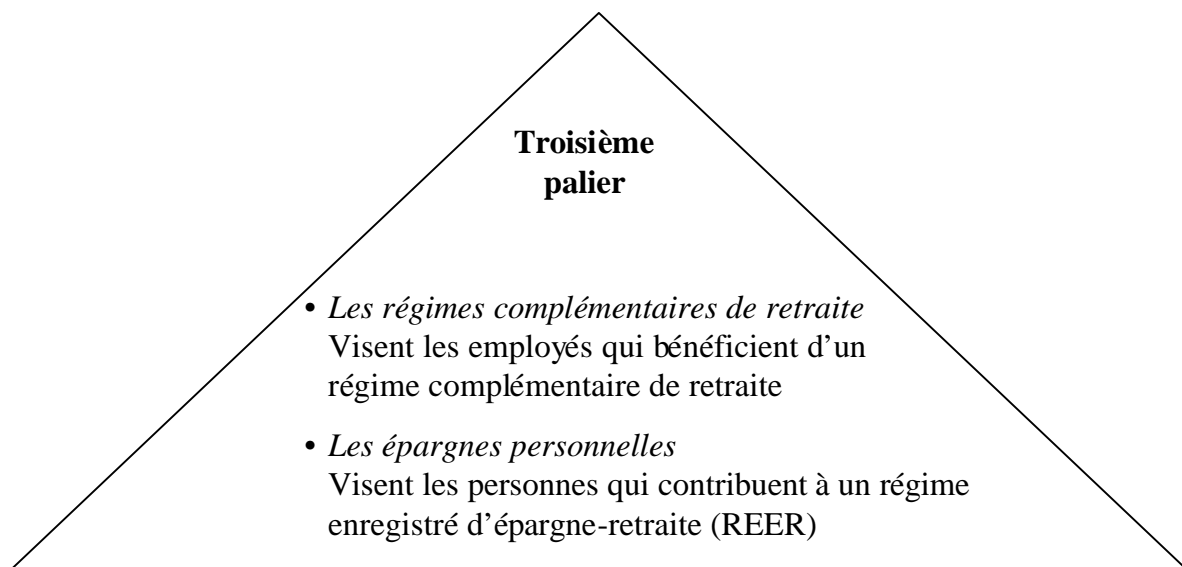 Troisième
palier
• Les régimes complémentaires de retraite
Visent les employés qui bénéficient d'un
régime complémentaire de retraite
• Les épargnes personnelles
Visent les personnes qui contribuent à un régime
enregistré d'épargne-retraite (REER)